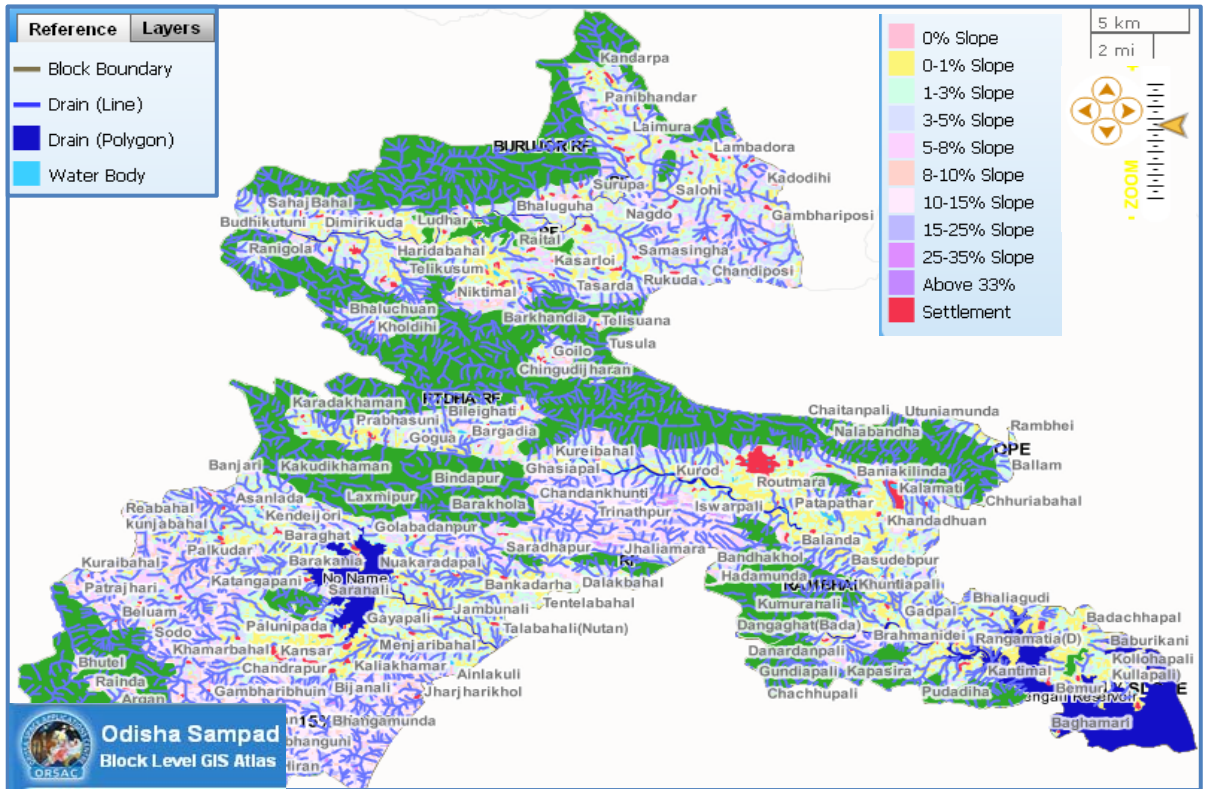 Reference Layers
Block Boundary
Drain (Line)
Drain (Polygon)
Water Body
0% Slope
0-1% Slope
1-3% Slope
3-5% Slope
5-8% Slope
8-10% Slope
10-15% Slope
15-25% Slope
25-35% Slope
Above 33%
Settlement
5 km
2 mi
ZOOM
Kandarpa
Panibhandar
Laimura
BURUJOR RF
Lambadora
Surupa
Salohi
Kadodihi
Sahaj Bahal
Bhaluguha
Nagdo
Gambhariposi
Budhikutuni
Dimirikuda
Ludhar
Raital
Ranigola
Haridabahal
Kasarloi
Samasingha
Telikusum
Chandiposi
Niktimal
Tasarda
Rukuda
Bhaluchuan
Barkhandia
Telisuana
Kholdihi
Goilo
Tusula
Chingudijharan
Karadakhaman
Bileighati
Chaitanpali
Utuniamunda
Prabhasuni
Bargadia
Nalabandha
Rambhei
Gogua
Kureibahal
Banjari
Kakudikhaman
Ghasiapal
Kurod
Baniakilinda
Ballam
Bindapur
Routmara
Kalamati
Asanlada
Laxmipur
Chandankhunti
Patapathar
Chhuriabahal
Reabahal
Kendeijori
Barakhola
Trinathpur
Iswarpali
kunjabahal
Golabadanpur
Khandadhuan
Baraghat
Balanda
Palkudar
Saradhapur
Jhaliamara
Kuraibahal
Barakania
Nuakaradapal
Bandhakhol
Basudebpur
Katangapani
No Name
RF
Patrajhari
Saranali
Bankadarha
Dalakbahal
Hadamunda
RAMBHAI
Khuntiapali
Beluam
Jambunali
Tentelabahal
Kumurahali
Bhaliagudi
Palunipada
Gayapali
Gadpal
Sodo
Talabahali(Nutan)
Dangaghat(Bada)
Badachhapal
Khamarbahal
Kansar
Menjaribahal
Brahmanidei
Rangamatia(D)
Baburikani
Bhutel
Chandrapur
Kaliakhamar
Danardanpali
Koliohapali
Rainda
Ainlakuli
Gundiapali
Kapasira
Kantimal
Kullapali)
Argan
Gambharibhuin
Bijanali
Jharjharikhol
Chachhupali
Pudadiha
Bemuri
Bhangamunda
Baghamari
bhanguni
Hiran
Odisha Sampad
Block Level GIS Atlas
ORSAC